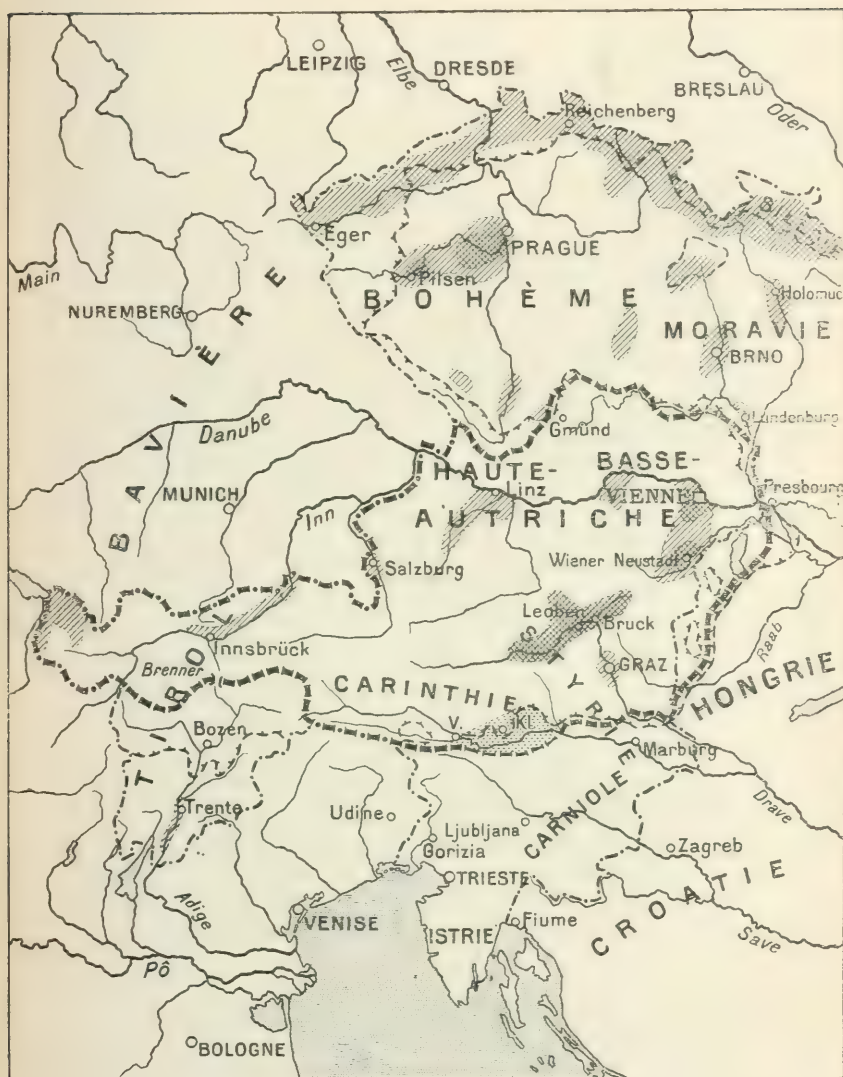 LEIPZIG
Elbe
DRESDE
BRESLAU
Oder
Reichenberg
Eger
PRAGUE
Pilsen
BOHÈME
Main
NUREMBERG
Holomuc
MORAVIE
BRNO
BAVIÈRE
Danube
Gmünd
Lundenburg
HAUTE-
BASSE-
Linz
VIENNE
Presbourg
AUTRICHE
MUNICH
Inn
Salzburg
Wiener Neustadt
Leoben
Bruck
STYRIE
GRAZ
Raab
HONGRIE
Innsbrück
Brenner
TIROL
CARINTHIE
V.
Kl.
Bozen
Marburg
Drave
Trente
Udine
Ljubljana
Gorizia
CARNIOLE
Zagreb
TRIESTE
CROATIE
Adige
VENISE
ISTRIE
Fiume
Save
Pô
BOLOGNE